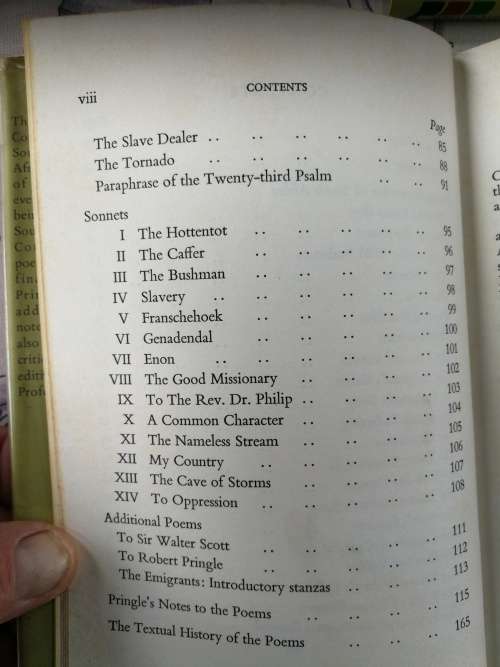 viii CONTENTS
Page
The Slave Dealer .. .. .. .. .. .. 85
The Tornado .. .. .. .. .. .. 88
Paraphrase of the Twenty-third Psalm .. .. 91
Sonnets
I The Hottentot .. .. .. .. .. 95
II The Caffer .. .. .. .. .. 96
III The Bushman .. .. .. .. .. 97
IV Slavery .. .. .. .. .. 98
V Franschehoek .. .. .. .. .. 99
VI Genadendal .. .. .. .. .. 100
VII Enon .. .. .. .. .. 101
VIII The Good Missionary .. .. .. .. 102
IX To The Rev. Dr. Philip .. .. .. .. 103
X A Common Character .. .. .. .. 104
XI The Nameless Stream .. .. .. .. 105
XII My Country .. .. .. .. .. 106
XIII The Cave of Storms .. .. .. .. 107
XIV To Oppression .. .. .. .. .. 108
Additional Poems
To Sir Walter Scott .. .. .. .. .. 111
To Robert Pringle .. .. .. .. .. 112
The Emigrants: Introductory stanzas .. .. .. 113
Pringle's Notes to the Poems .. .. .. .. 115
The Textual History of the Poems .. .. .. 165